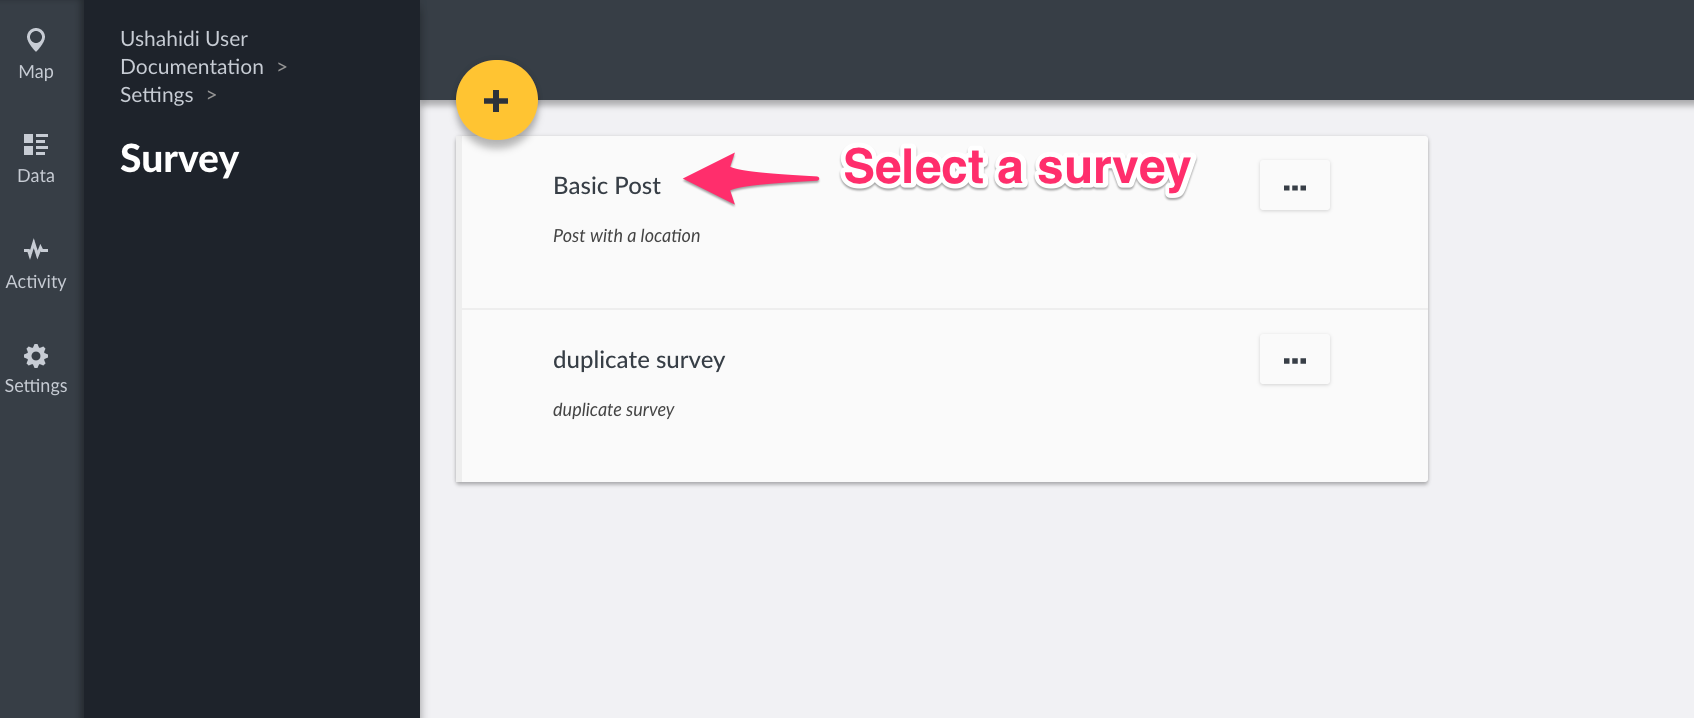 Map
Data
Activity
Settings
Ushahidi User
Documentation >
Settings >
Survey
+
Basic Post
Select a survey
...
Post with a location
duplicate survey
...
duplicate survey